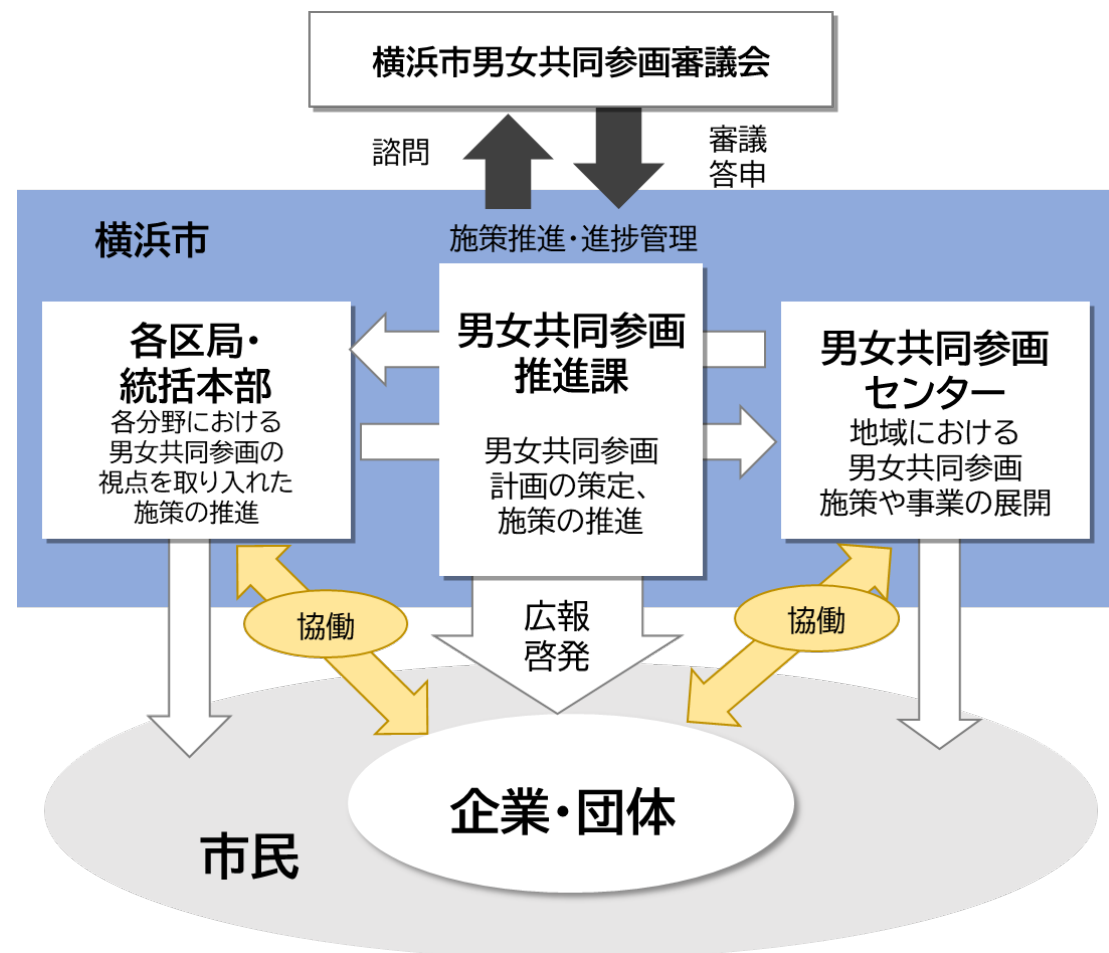 横浜市男女共同参画審議会
諮問
審議
答申
横浜市
施策推進・進捗管理
各区局・
統括本部
各分野における
男女共同参画の
視点を取り入れた
施策の推進
男女共同参画
推進課
男女共同参画
計画の策定、
施策の推進
男女共同参画
センター
地域における
男女共同参画
施策や事業の展開
協働
広報
啓発
協働
企業・団体
市民